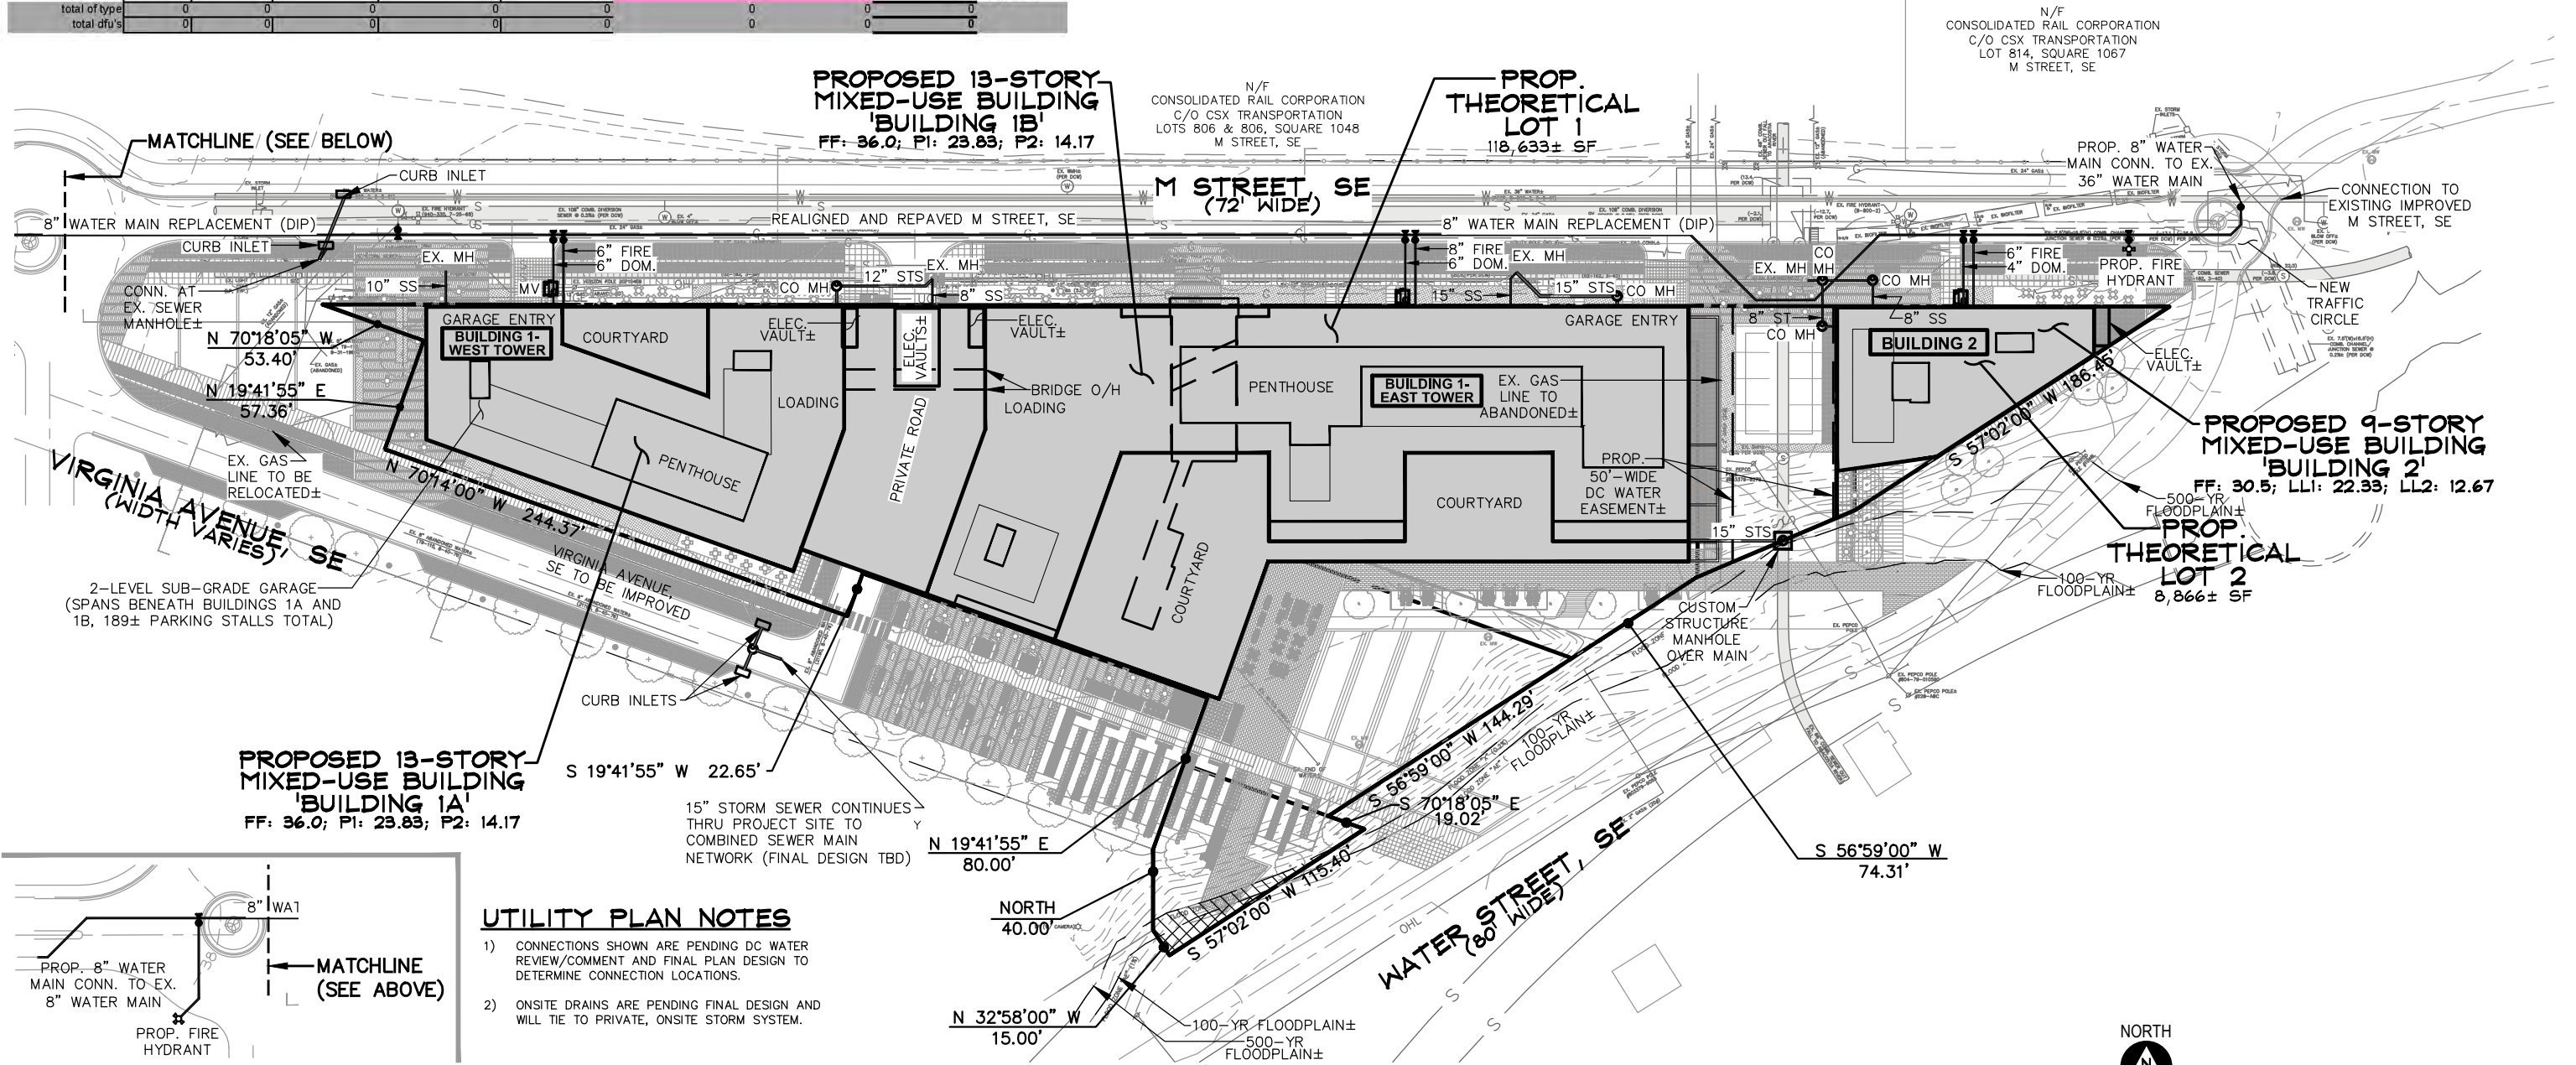 total of type 0 0 0 0 0 0 0 0 0
total dfu's 0 0 0 0 0 0 0 0 0
N/F
CONSOLIDATED RAIL CORPORATION
C/O CSX TRANSPORTATION
LOT 814, SQUARE 1067
M STREET, SE
PROPOSED 13-STORY
MIXED-USE BUILDING
'BUILDING 1B'
FF: 36.0; P1: 23.83; P2: 14.17
N/F
CONSOLIDATED RAIL CORPORATION
C/O CSX TRANSPORTATION
LOTS 806 & 806, SQUARE 1048
M STREET, SE
PROP.
THEORETICAL
LOT 1
118,633± SF
MATCHLINE (SEE BELOW)
CURB INLET
M STREET, SE
(72' WIDE)
PROP. 8" WATER
MAIN CONN. TO EX.
36" WATER MAIN
CONNECTION TO
EXISTING IMPROVED
M STREET, SE
8" WATER MAIN REPLACEMENT (DIP)
REALIGNED AND REPAVED M STREET, SE
8" WATER MAIN REPLACEMENT (DIP)
CURB INLET
EX. MH
6" FIRE
6" DOM.
12" STS
EX. MH
8" FIRE
6" DOM.
EX. MH
EX. MH
CO
MH
CO MH
6" FIRE
4" DOM.
PROP. FIRE
HYDRANT
CONN. AT
EX. SEWER
MANHOLE±
10" SS
MV
CO MH
8" SS
15" SS
15" STS
CO MH
NEW
TRAFFIC
CIRCLE
GARAGE ENTRY
BUILDING 1-
WEST TOWER
COURTYARD
ELEC.
VAULT±
ELEC.
VAULTS±
ELEC.
VAULT±
GARAGE ENTRY
8" ST
CO MH
8" SS
BUILDING 2
ELEC.
VAULT±
N 70°18'05" W
53.40'
N 19°41'55" E
57.36'
LOADING
PRIVATE ROAD
BRIDGE O/H
LOADING
PENTHOUSE
BUILDING 1-
EAST TOWER
EX. GAS
LINE TO
ABANDONED±
S 57°02'00" W 186.45'
PROPOSED 9-STORY
MIXED-USE BUILDING
'BUILDING 2'
FF: 30.5; LL1: 22.33; LL2: 12.67
VIRGINIA AVENUE, SE
(WIDTH VARIES)
EX. GAS
LINE TO BE
RELOCATED±
N 70°14'00" W 244.37'
PENTHOUSE
PROP.
50'-WIDE
DC WATER
EASEMENT±
COURTYARD
500-YR
FLOODPLAIN±
PROP.
THEORETICAL
LOT 2
8,866± SF
15" STS
VIRGINIA AVENUE,
SE TO BE IMPROVED
COURTYARD
100-YR
FLOODPLAIN±
2-LEVEL SUB-GRADE GARAGE
(SPANS BENEATH BUILDINGS 1A AND
1B, 189± PARKING STALLS TOTAL)
CUSTOM
STRUCTURE
MANHOLE
OVER MAIN
CURB INLETS
PROPOSED 13-STORY
MIXED-USE BUILDING
'BUILDING 1A'
FF: 36.0; P1: 23.83; P2: 14.17
S 19°41'55" W 22.65'
S 56°59'00" W 144.29'
100-YR
FLOODPLAIN±
15" STORM SEWER CONTINUES
THRU PROJECT SITE TO
COMBINED SEWER MAIN
NETWORK (FINAL DESIGN TBD)
S 70°18'05" E
19.02'
N 19°41'55" E
80.00'
S 56°59'00" W
74.31'
WATER STREET, SE
(80' WIDE)
S 57°02'00" W 115.40'
NORTH
40.00'
OHL
8" WAT
PROP. 8" WATER
MAIN CONN. TO EX.
8" WATER MAIN
38
MATCHLINE
(SEE ABOVE)
PROP. FIRE
HYDRANT
UTILITY PLAN NOTES
1) CONNECTIONS SHOWN ARE PENDING DC WATER
REVIEW/COMMENT AND FINAL PLAN DESIGN TO
DETERMINE CONNECTION LOCATIONS.
2) ONSITE DRAINS ARE PENDING FINAL DESIGN AND
WILL TIE TO PRIVATE, ONSITE STORM SYSTEM.
N 32°58'00" W
15.00'
100-YR FLOODPLAIN±
500-YR
FLOODPLAIN±
NORTH
N